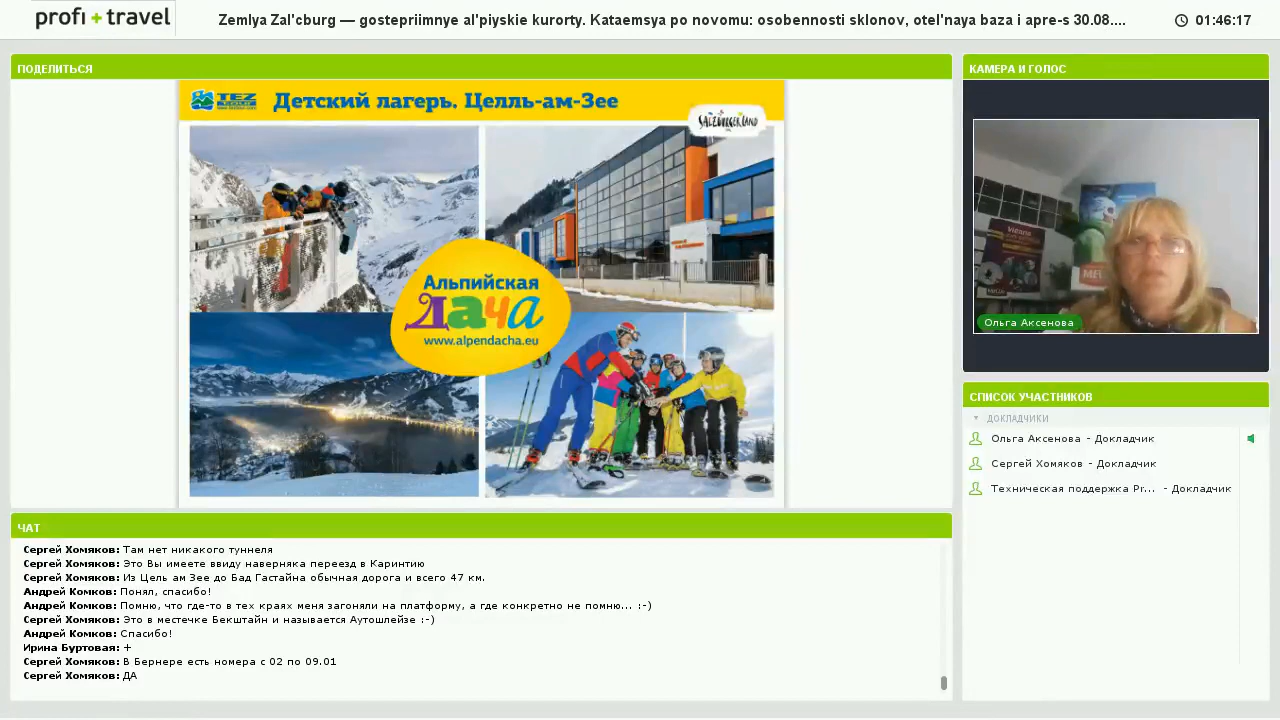 profi + travel
Zemlya Zal'cburg — gostepriimnye al'piyskie kurorty. Kataemsya po novomu: osobennosti sklonov, otel'naya baza i apre-s 30.08....
01:46:17
ПОДЕЛИТЬСЯ
TEZ TOUR
Детский лагерь. Целль-ам-Зее
SALZBURGERLAND
Альпийская
Дача
www.alpendacha.eu
КАМЕРА И ГОЛОС
Vienna
Ольга Аксенова
СПИСОК УЧАСТНИКОВ
ДОКЛАДЧИКИ
Ольга Аксенова - Докладчик
Сергей Хомяков - Докладчик
Техническая поддержка Pr... - Докладчик
ЧАТ
Сергей Хомяков: Там нет никакого туннеля
Сергей Хомяков: Это Вы имеете ввиду наверняка переезд в Каринтию
Сергей Хомяков: Из Цель ам Зее до Бад Гастайна обычная дорога и всего 47 км.
Андрей Комков: Понял, спасибо!
Андрей Комков: Помню, что где-то в тех краях меня загоняли на платформу, а где конкретно не помню... :-)
Сергей Хомяков: Это в местечке Бекштайн и называется Аутошлейзе :-)
Андрей Комков: Спасибо!
Ирина Буртовая: +
Сергей Хомяков: В Бернере есть номера с 02 по 09.01
Сергей Хомяков: ДА